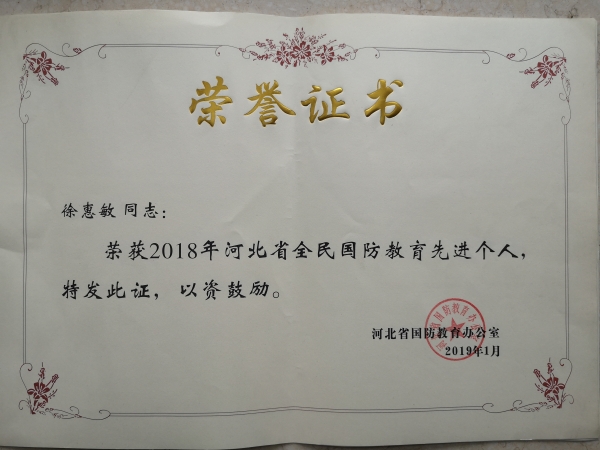 荣誉证书
徐惠敏 同志：
荣获2018年河北省全民国防教育先进个人，
特发此证，以资鼓励。
河北省国防教育办公室
2019年1月